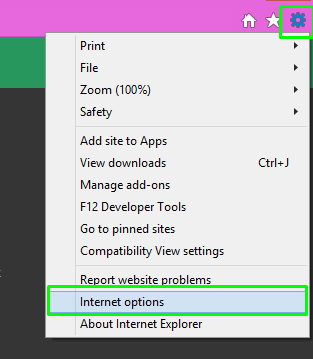 Print
File
Zoom (100%)
Safety
Add site to Apps
View downloads Ctrl+J
Manage add-ons
F12 Developer Tools
Go to pinned sites
Compatibility View settings
Report website problems
Internet options
About Internet Explorer